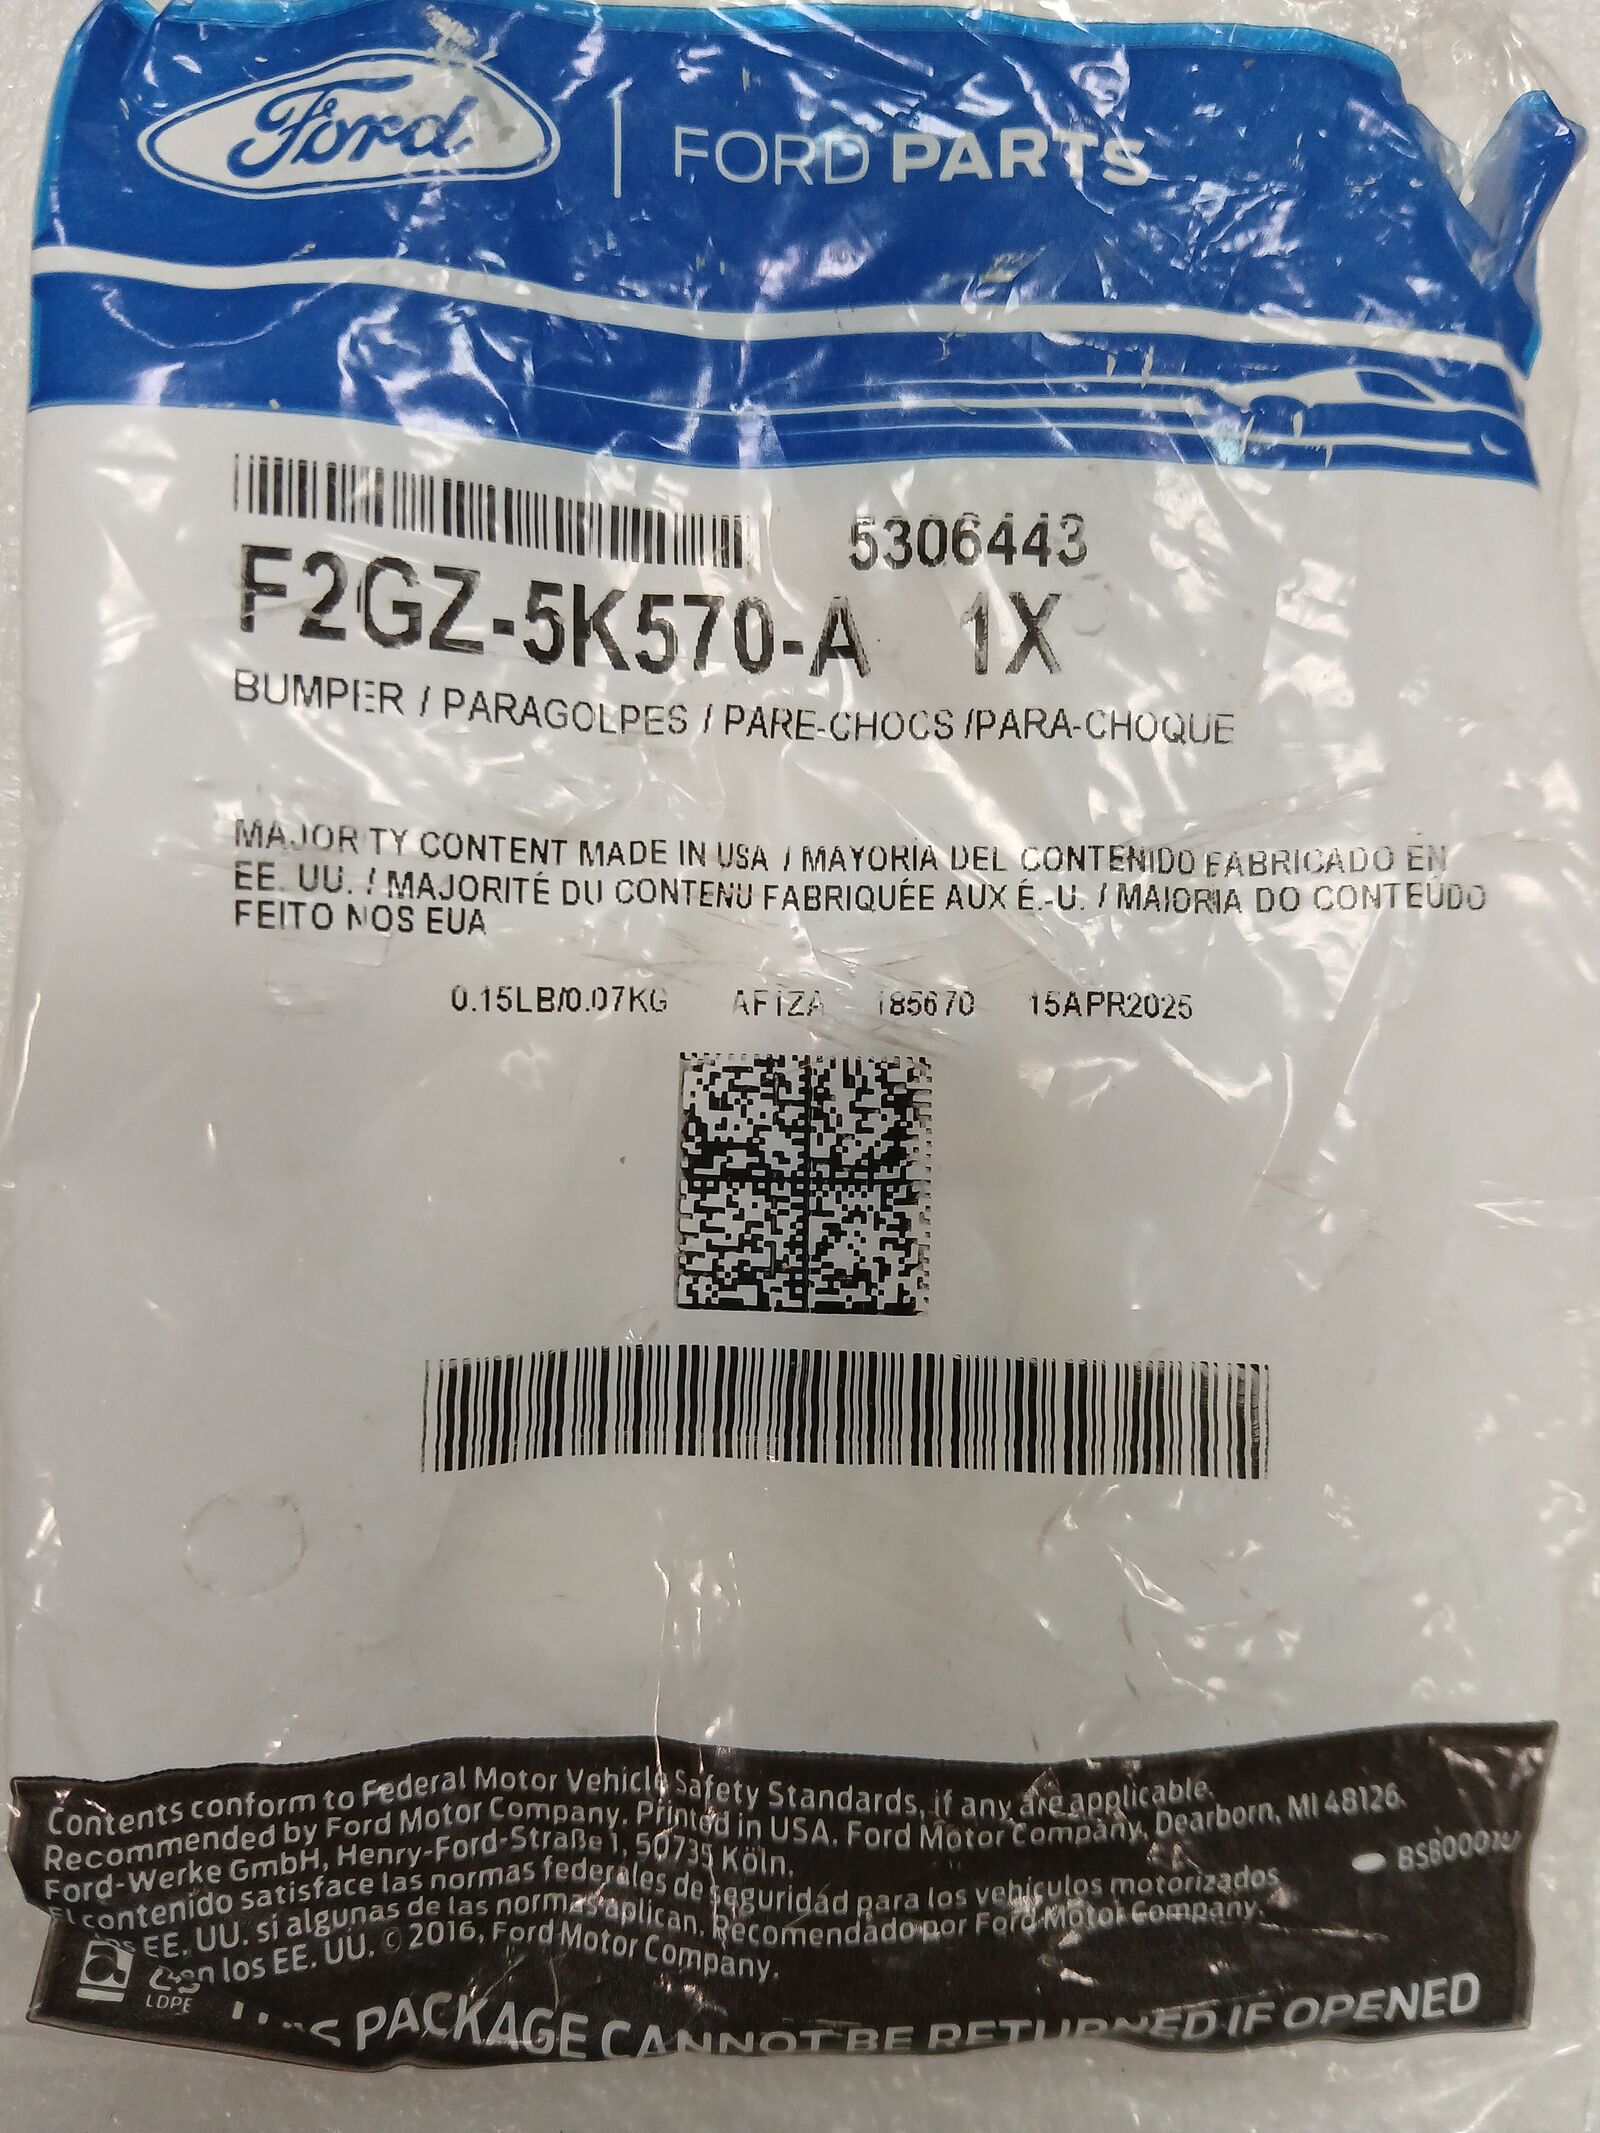 Ford | FORD PARTS
5306443
F2GZ-5K570-A 1X
BUMPER / PARAGOLPES / PARE-CHOCS /PARA-CHOQUE
MAJORITY CONTENT MADE IN USA / MAYORÍA DEL CONTENIDO FABRICADO EN
EE. UU. / MAJORITÉ DU CONTENU FABRIQUÉE AUX É.-U. / MAIORIA DO CONTEÚDO
FEITO NOS EUA
0.15LB/0.07KG 185670 15APR2025
Contents conform to Federal Motor Vehicle Safety Standards, if any are applicable.
Recommended by Ford Motor Company. Printed in USA. Ford Motor Company, Dearborn, MI 48126.
Ford-Werke GmbH, Henry-Ford-Straße 1, 50735 Köln.
El contenido satisface las normas federales de seguridad para los vehículos motorizados
EE. UU. si algunas de las normas aplican. Recomendado por Ford Motor Company.
en los EE. UU. © 2016, Ford Motor Company.
LDPE
THIS PACKAGE CANNOT BE RETURNED IF OPENED